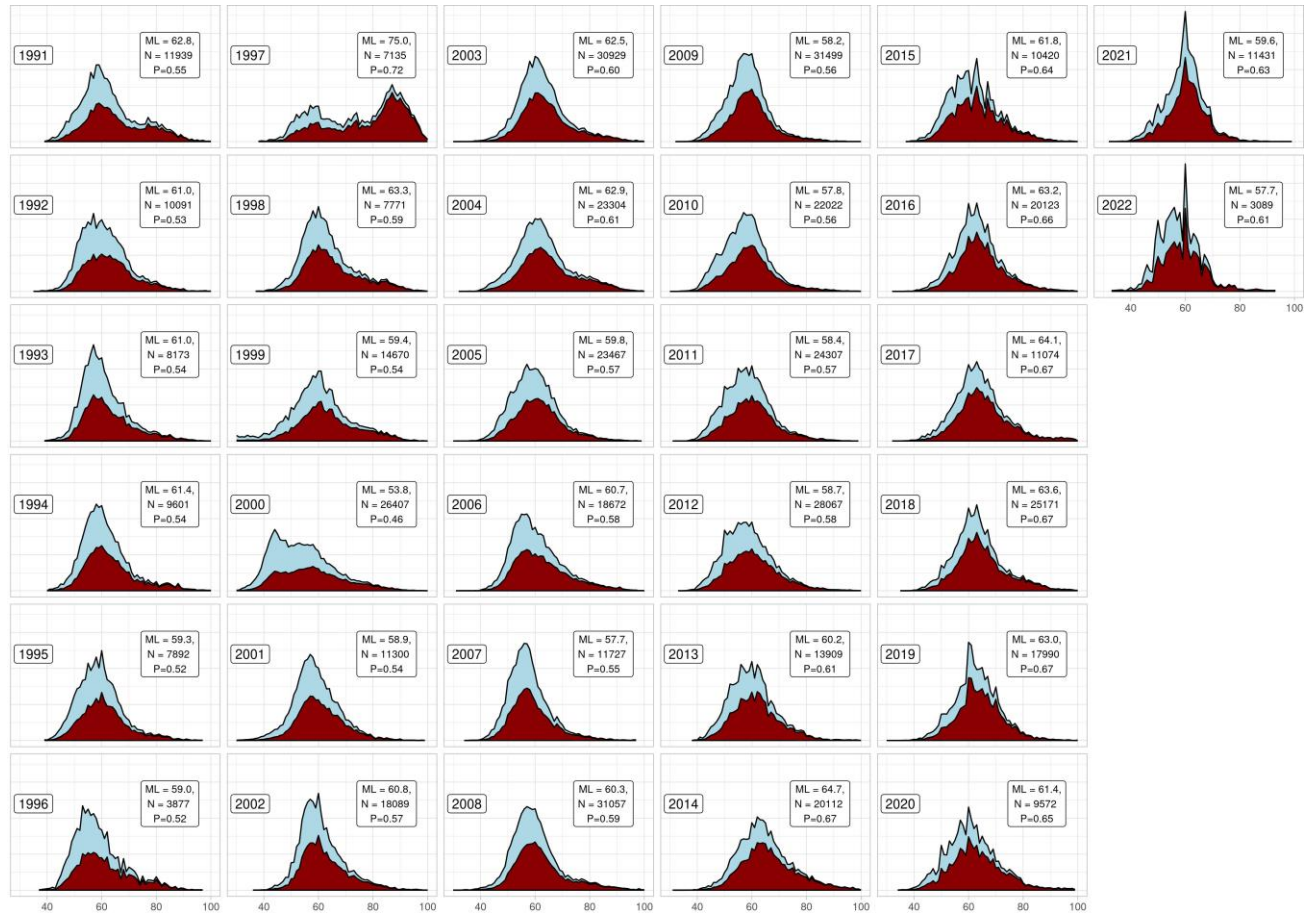 1991
ML = 62.8,
N = 11939
P=0.55
1997
ML = 75.0,
N = 7135
P=0.72
2003
ML = 62.5,
N = 30929
P=0.60
2009
ML = 58.2,
N = 31499
P=0.56
2015
ML = 61.8,
N = 10420
P=0.64
2021
ML = 59.6,
N = 11431
P=0.63
1992
ML = 61.0,
N = 10091
P=0.53
1998
ML = 63.3,
N = 7771
P=0.59
2004
ML = 62.9,
N = 23304
P=0.61
2010
ML = 57.8,
N = 22022
P=0.56
2016
ML = 63.2,
N = 20123
P=0.66
2022
ML = 57.7,
N = 3089
P=0.61
40 60 80 100
1993
ML = 61.0,
N = 8173
P=0.54
1999
ML = 59.4,
N = 14670
P=0.54
2005
ML = 59.8,
N = 23467
P=0.57
2011
ML = 58.4,
N = 24307
P=0.57
2017
ML = 64.1,
N = 11074
P=0.67
1994
ML = 61.4,
N = 9601
P=0.54
2000
ML = 53.8,
N = 26407
P=0.46
2006
ML = 60.7,
N = 18672
P=0.58
2012
ML = 58.7,
N = 28067
P=0.58
2018
ML = 63.6,
N = 25171
P=0.67
1995
ML = 59.3,
N = 7892
P=0.52
2001
ML = 58.9,
N = 11300
P=0.54
2007
ML = 57.7,
N = 11727
P=0.55
2013
ML = 60.2,
N = 13909
P=0.61
2019
ML = 63.0,
N = 17990
P=0.67
1996
ML = 59.0,
N = 3877
P=0.52
2002
ML = 60.8,
N = 18089
P=0.57
2008
ML = 60.3,
N = 31057
P=0.59
2014
ML = 64.7,
N = 20112
P=0.67
2020
ML = 61.4,
N = 9572
P=0.65
40 60 80 100 40 60 80 100 40 60 80 100 40 60 80 100 40 60 80 100